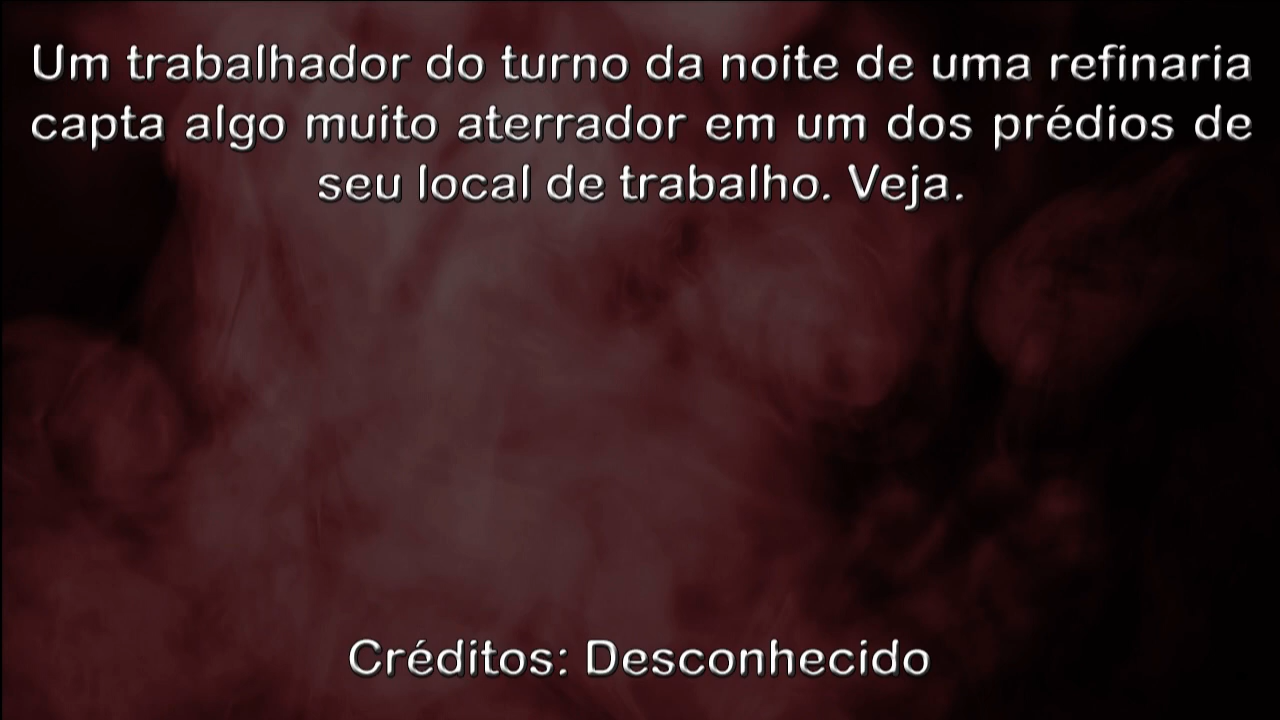 Um trabalhador do turno da noite de uma refinaria
capta algo muito aterrador em um dos prédios de
seu local de trabalho. Veja.
Créditos: Desconhecido